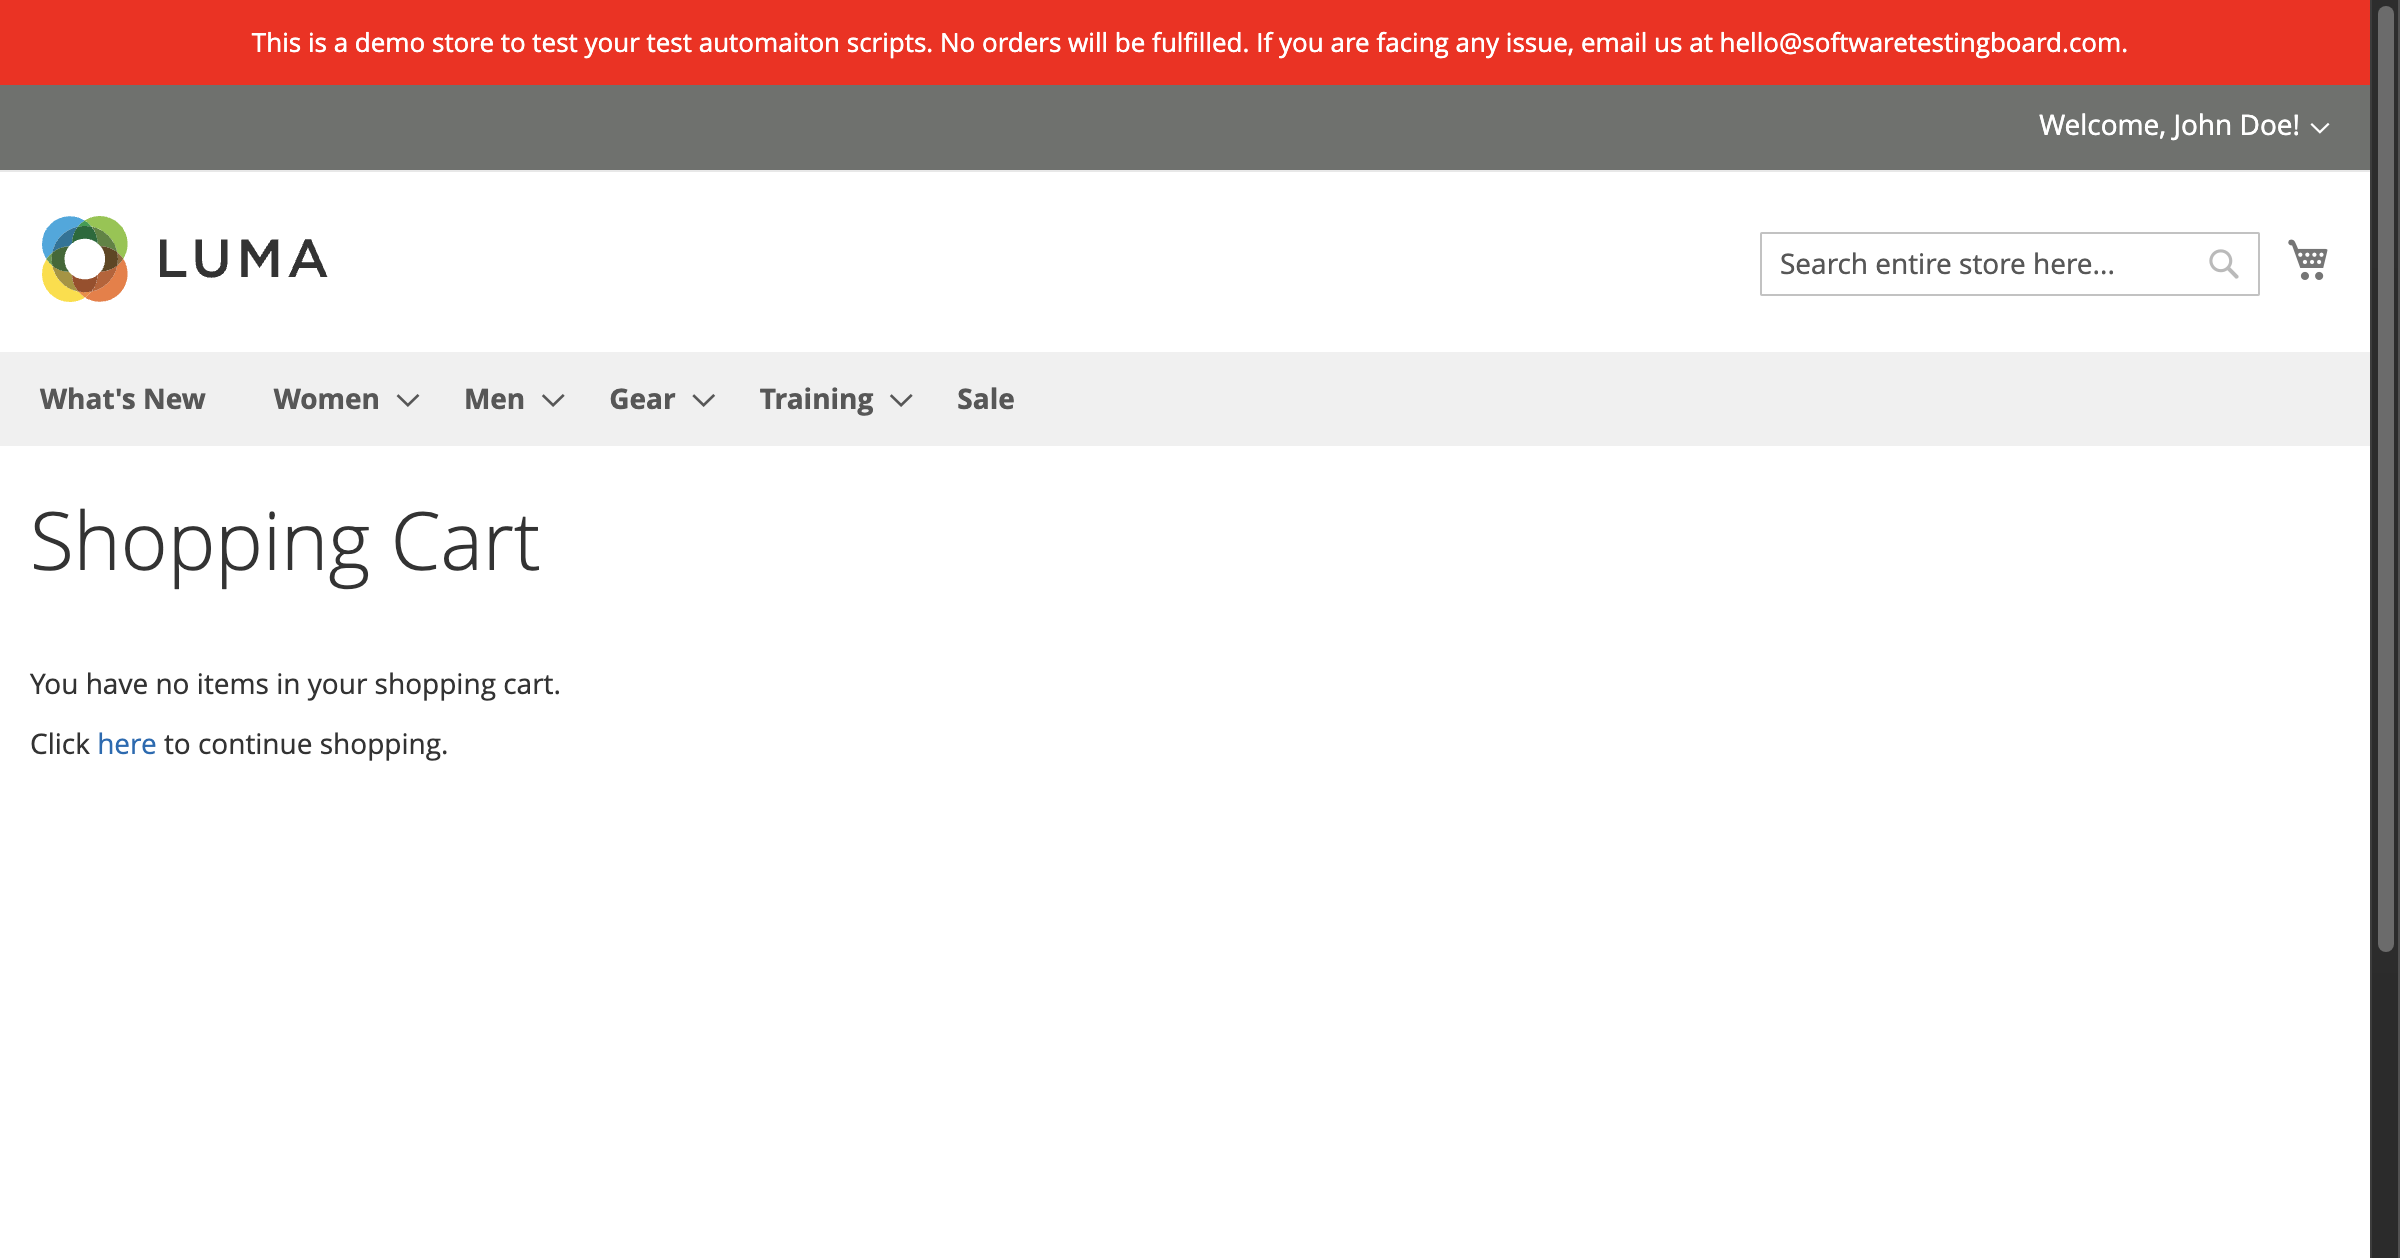 This is a demo store to test your test automaiton scripts. No orders will be fulfilled. If you are facing any issue, email us at hello@softwaretestingboard.com.
Welcome, John Doe!
LUMA
Search entire store here...
What's New Women Men Gear Training Sale
Shopping Cart
You have no items in your shopping cart.
Click here to continue shopping.